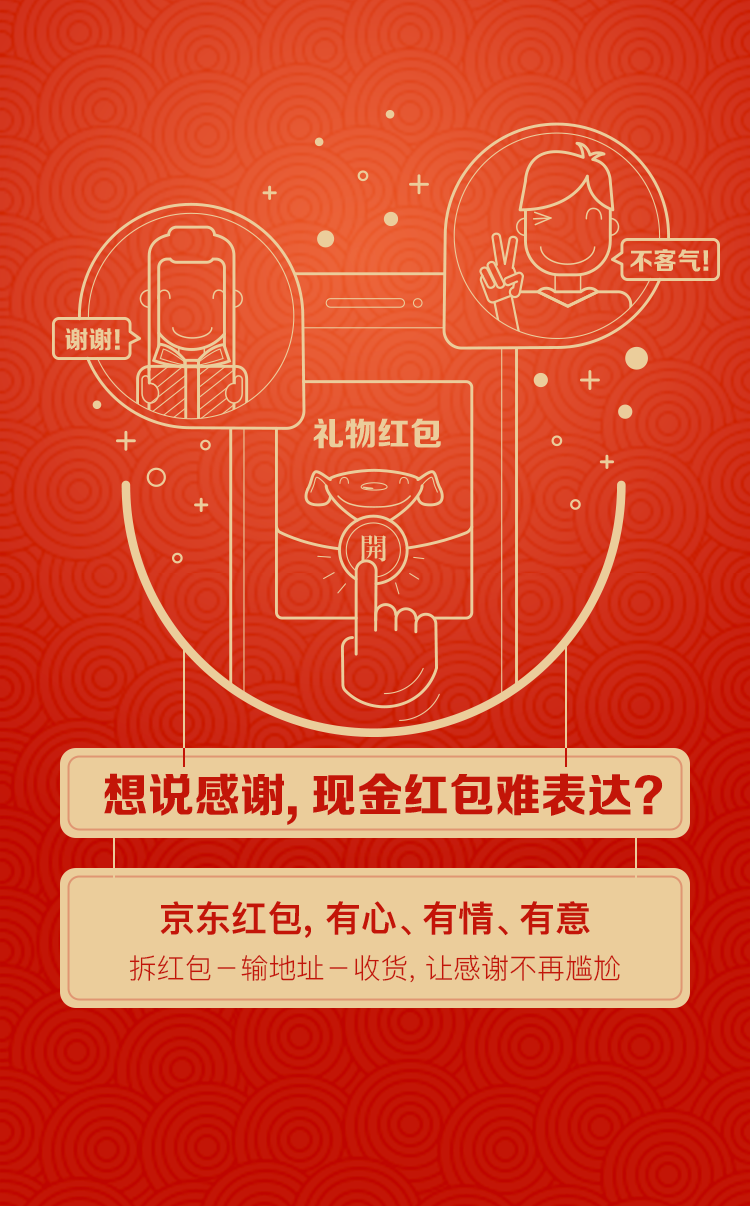 不客气!
谢谢!
礼物红包
開
想说感谢, 现金红包难表达?
京东红包, 有心、有情、有意
拆红包－输地址－收货, 让感谢不再尴尬